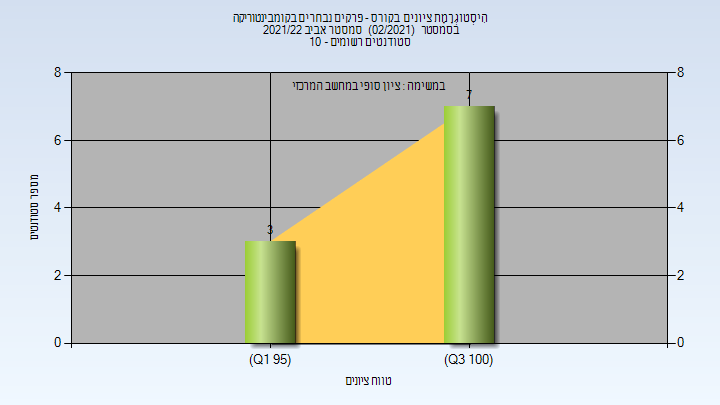 היסטוגרמת ציונים בקורס - פרקים נבחרים בקומבינטוריקה
בסמסטר (02/2021) סמסטר אביב 2021/22
סטודנטים רשומים - 10
במשימה : ציון סופי במחשב המרכזי
8
6
4
2
0
8
6
4
2
0
3
7
מספר סטודנטים
(Q1 95)
(Q3 100)
טווח ציונים